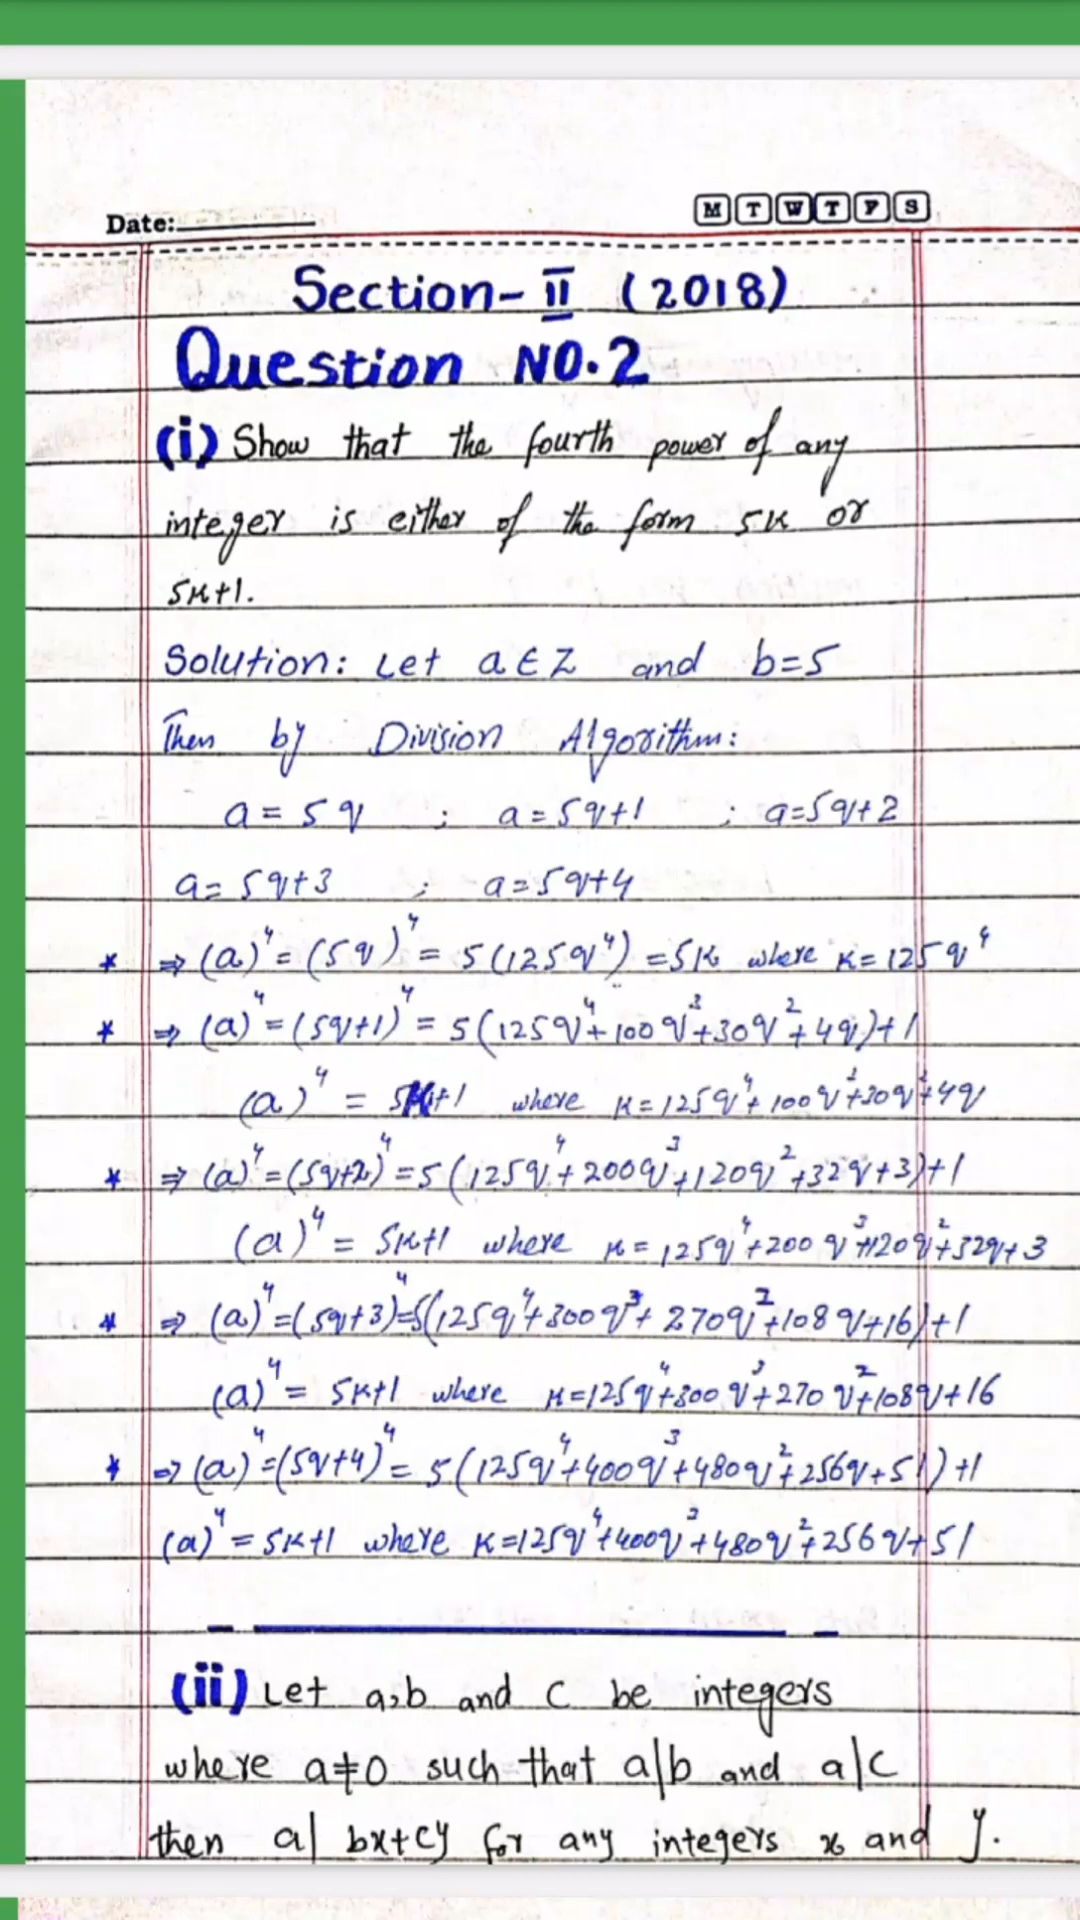 Date:
M T W T F S
Section-II (2018)
Question NO.2
(i) Show that the fourth power of any
integer is either of the form 5k or
5k+1.
Solution: Let a∈Z and b=5
Then by Division Algorithm:
a = 5q ; a = 5q+1 ; a=5q+2
a= 5q+3 ; a=5q+4
* ⇒ (a)⁴ = (5q)⁴ = 5(125q⁴) = 5k where k = 125q⁴
* ⇒ (a)⁴ = (5q+1)⁴ = 5(125q⁴+100q³+30q²+4q)+1
(a)⁴ = 5k+1 where k=125q⁴+100q³+30q²+4q
* ⇒ (a)⁴=(5q+2)⁴=5(125q⁴+200q³+120q²+32q+3)+1
(a)⁴ = 5k+1 where k=125q⁴+200q³+120q²+32q+3
* ⇒ (a)⁴=(5q+3)⁴=5(125q⁴+300q³+270q²+108q+16)+1
(a)⁴ = 5k+1 where k=125q⁴+300q³+270q²+108q+16
* ⇒ (a)⁴=(5q+4)⁴= 5(125q⁴+400q³+480q²+256q+51)+1
(a)⁴=5k+1 where k=125q⁴+400q³+480q²+256q+51
(ii) Let a,b and c be integers
where a≠0 such that a|b and a|c
then a| bx+cy for any integers x and y.